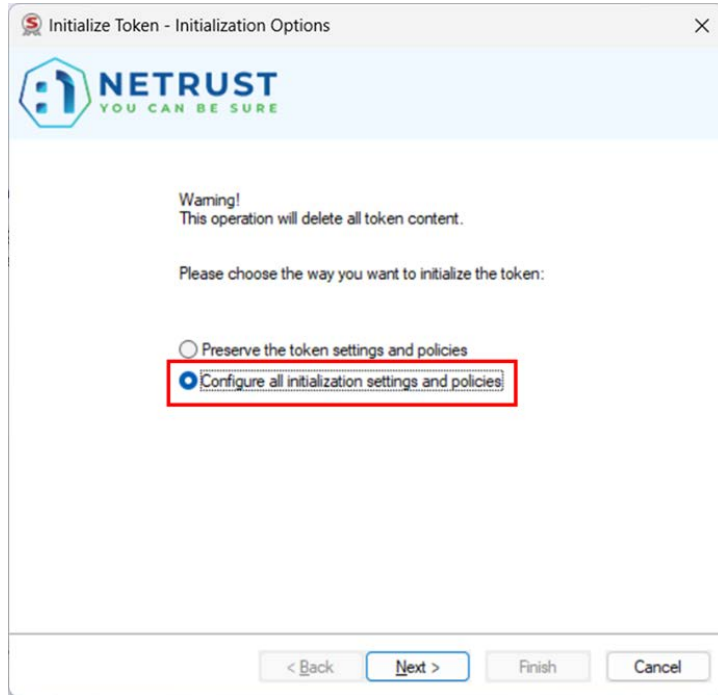 Initialize Token - Initialization Options
NETRUST
YOU CAN BE SURE
Warning!
This operation will delete all token content.
Please choose the way you want to initialize the token:
Preserve the token settings and policies
Configure all initialization settings and policies
< Back
Next >
Finish
Cancel